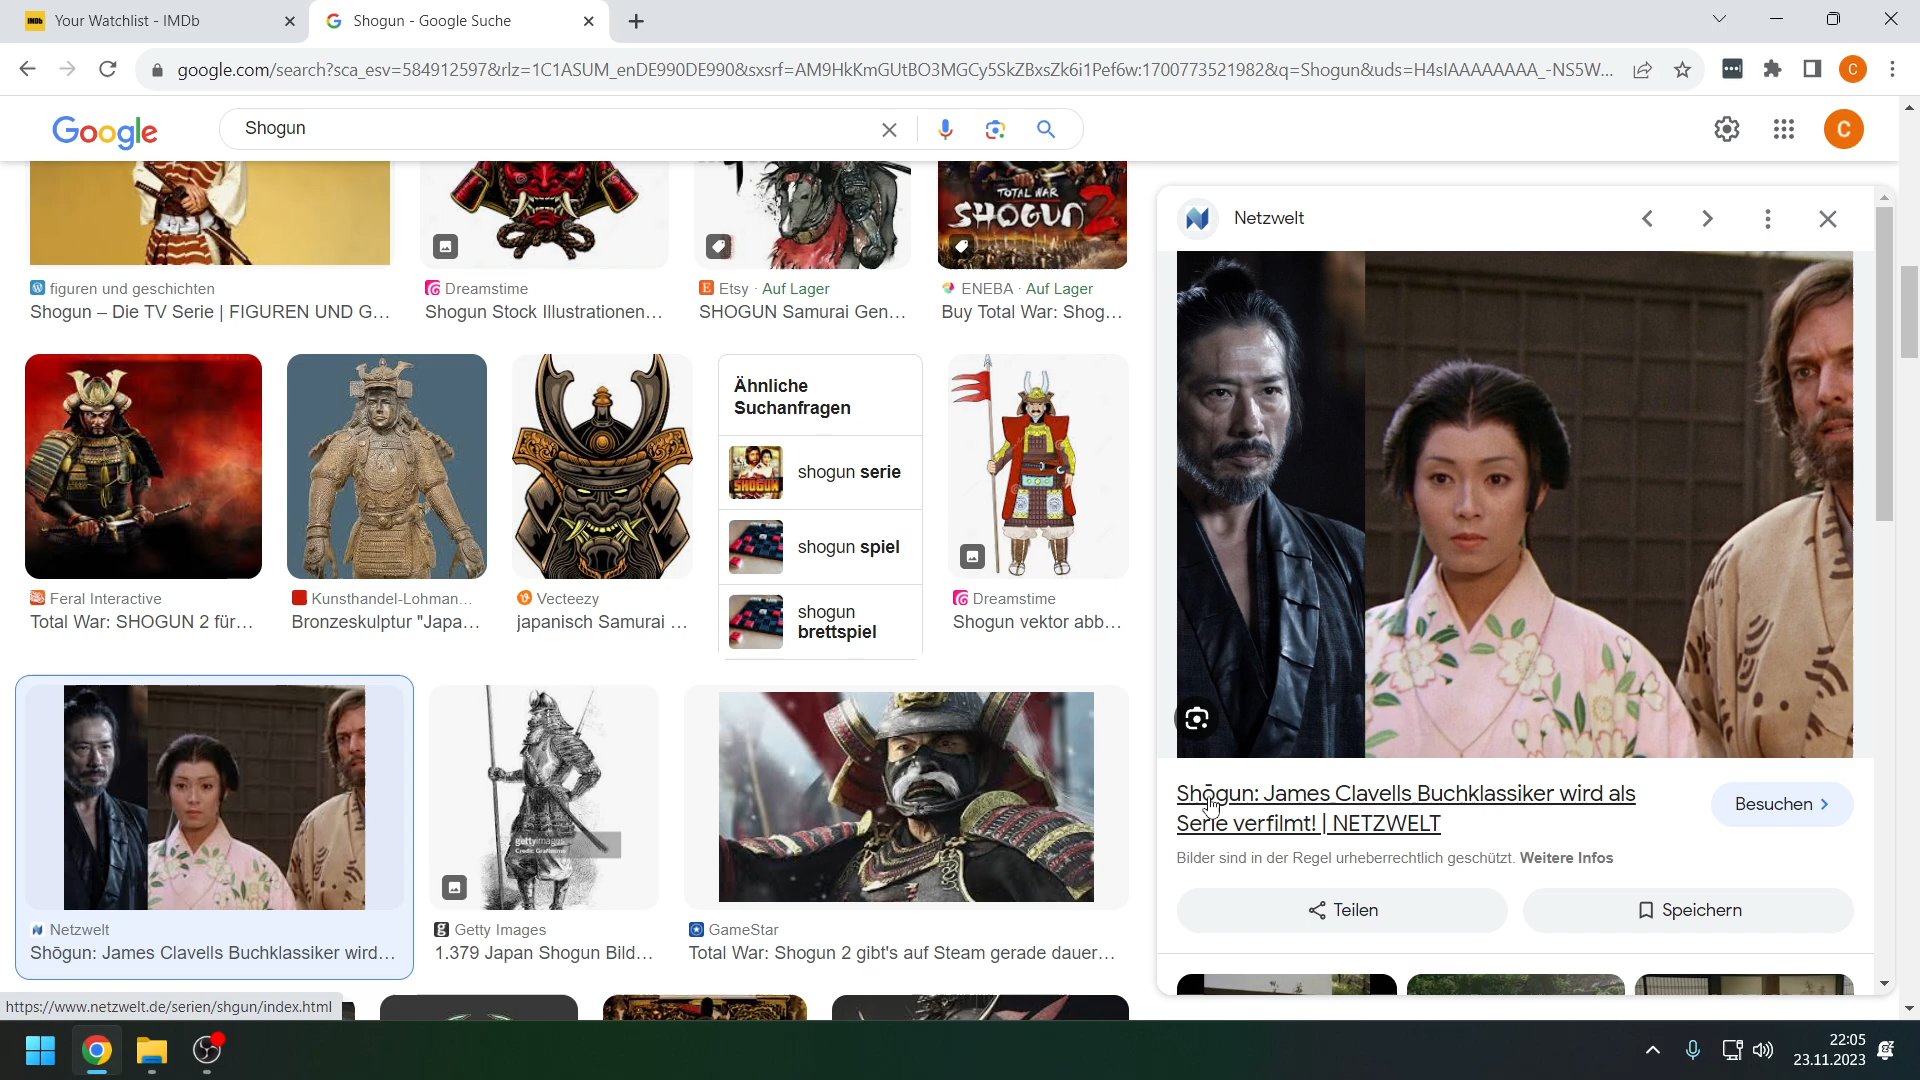 Your Watchlist - IMDb
Shogun - Google Suche
google.com/search?sca_esv=584912597&rlz=1C1ASUM_enDE990DE990&sxsrf=AM9HkKmGUtBO3MGCy5SkZBxsZk6i1Pef6w:1700773521982&q=Shogun&uds=H4sIAAAAAAAA_-NS5W...
C
Google
Shogun
C
TOTAL WAR
SHOGUN 2
figuren und geschichten
Shogun – Die TV Serie | FIGUREN UND G...
Dreamstime
Shogun Stock Illustrationen...
Etsy · Auf Lager
SHOGUN Samurai Gen...
ENEBA · Auf Lager
Buy Total War: Shog...
Ähnliche
Suchanfragen
shogun serie
SHOGUN
shogun spiel
shogun
brettspiel
Feral Interactive
Total War: SHOGUN 2 für...
Kunsthandel-Lohman...
Bronzeskulptur "Japa...
Vecteezy
japanisch Samurai ...
Dreamstime
Shogun vektor abb...
gettyimages
Netzwelt
Shōgun: James Clavells Buchklassiker wird...
Getty Images
1.379 Japan Shogun Bild...
GameStar
Total War: Shogun 2 gibt's auf Steam gerade dauer...
Netzwelt
Shōgun: James Clavells Buchklassiker wird als
Serie verfilmt! | NETZWELT
Besuchen
Bilder sind in der Regel urheberrechtlich geschützt. Weitere Infos
Teilen
Speichern
https://www.netzwelt.de/serien/shgun/index.html
22:05
23.11.2023